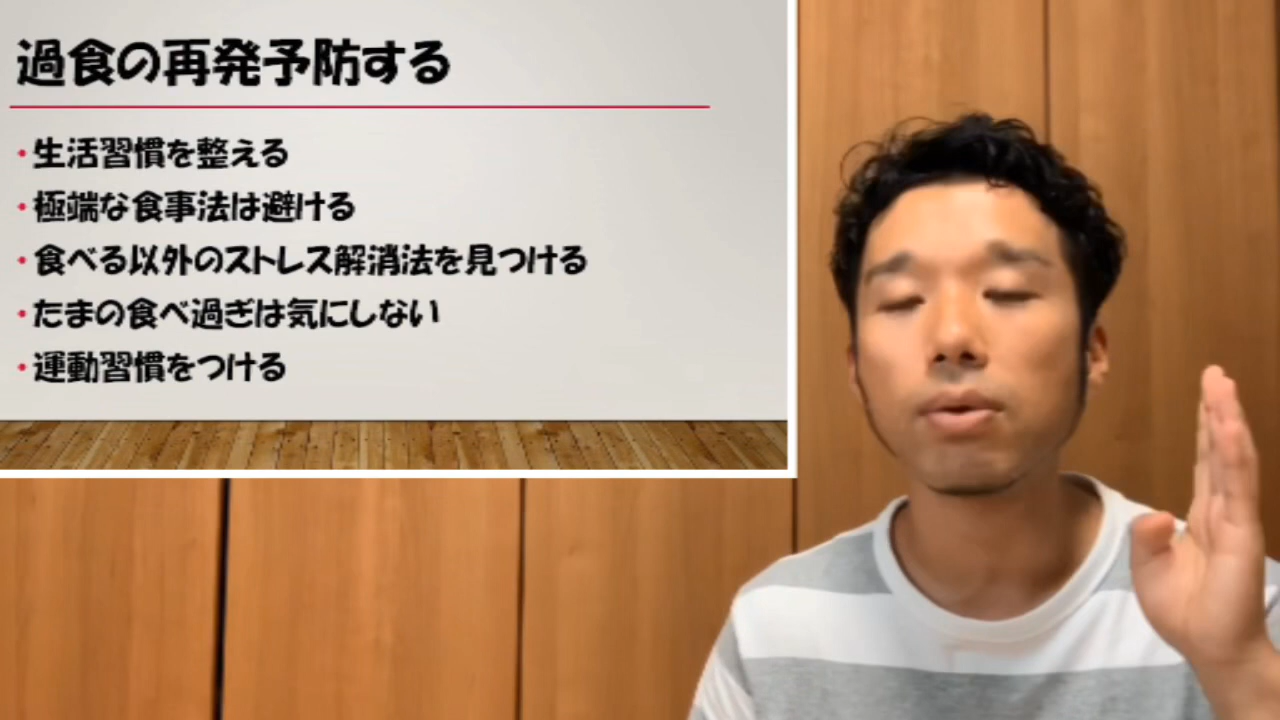 過食の再発予防する
・生活習慣を整える
・極端な食事法は避ける
・食べる以外のストレス解消法を見つける
・たまの食べ過ぎは気にしない
・運動習慣をつける